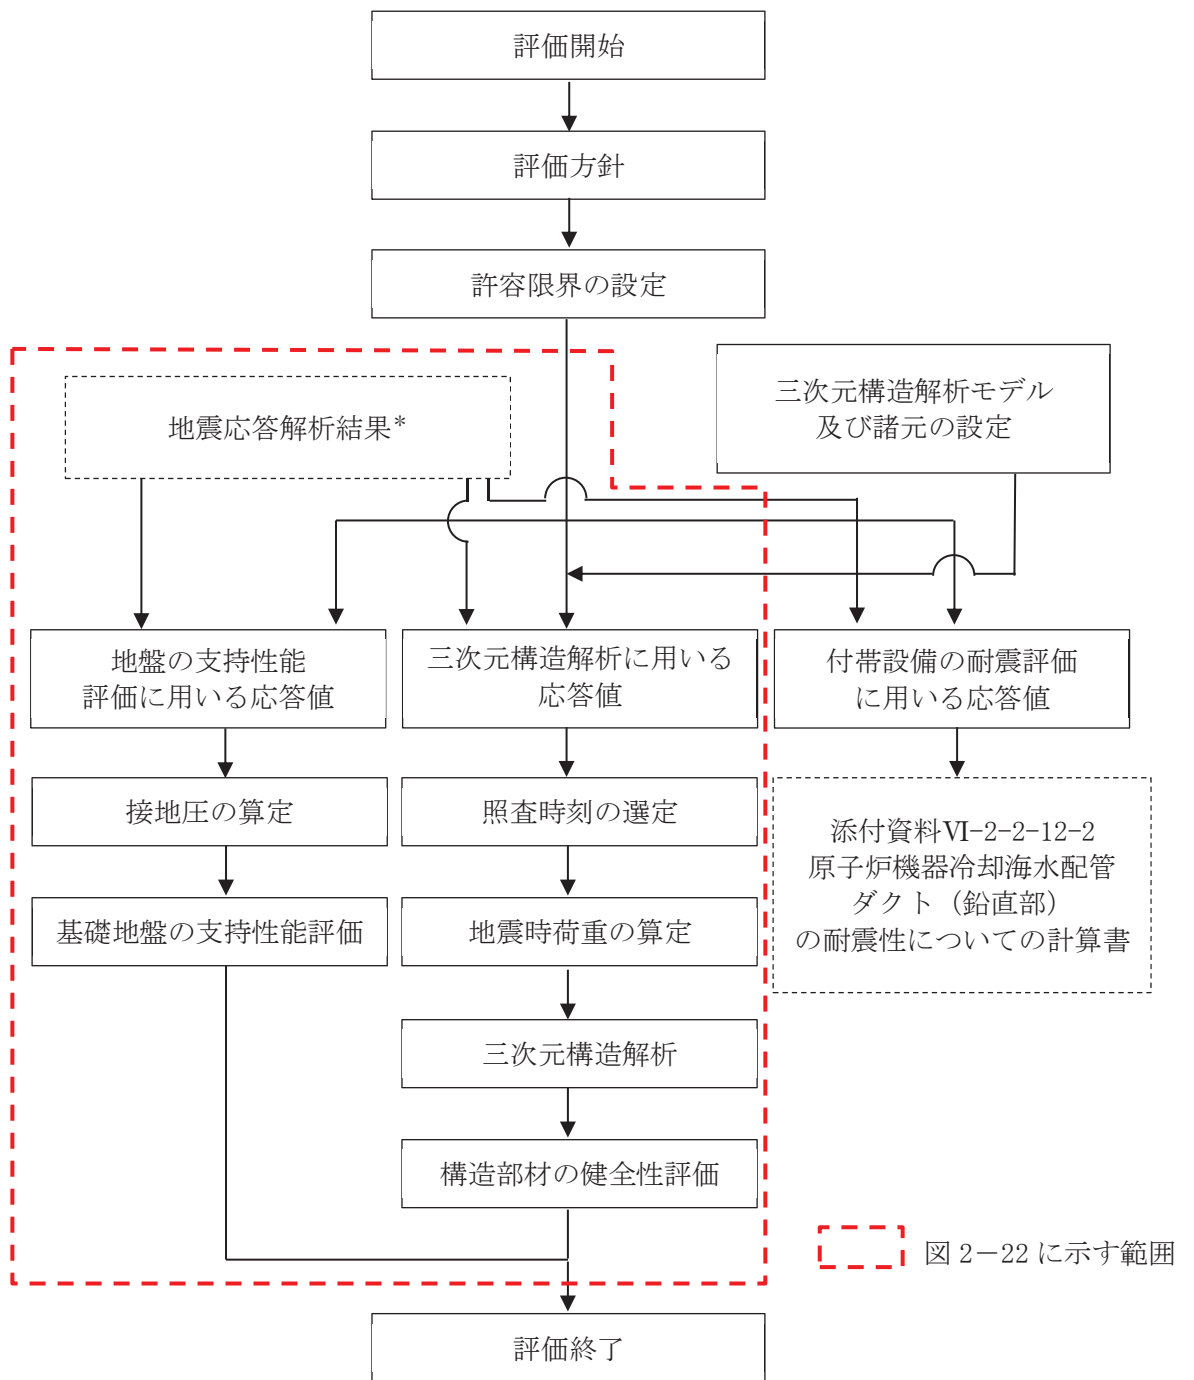 評価開始
評価方針
許容限界の設定
地震応答解析結果*
三次元構造解析モデル
及び諸元の設定
地盤の支持性能
評価に用いる応答値
三次元構造解析に用いる
応答値
付帯設備の耐震評価
に用いる応答値
接地圧の算定
照査時刻の選定
添付資料Ⅵ-2-2-12-2
原子炉機器冷却海水配管
ダクト（鉛直部）
の耐震性についての計算書
基礎地盤の支持性能評価
地震時荷重の算定
三次元構造解析
構造部材の健全性評価
図 2－22 に示す範囲
評価終了